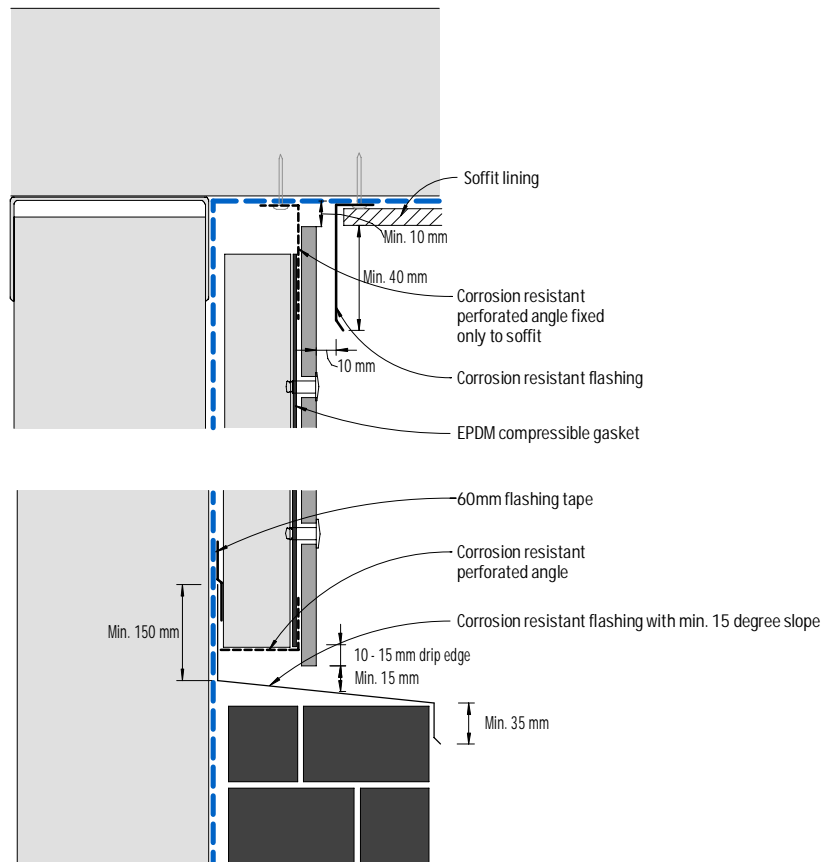 Soffit lining
Min. 10 mm
Min. 40 mm
Corrosion resistant
perforated angle fixed
only to soffit
10 mm
Corrosion resistant flashing
EPDM compressible gasket
60mm flashing tape
Corrosion resistant
perforated angle
Min. 150 mm
Corrosion resistant flashing with min. 15 degree slope
10 - 15 mm drip edge
Min. 15 mm
Min. 35 mm